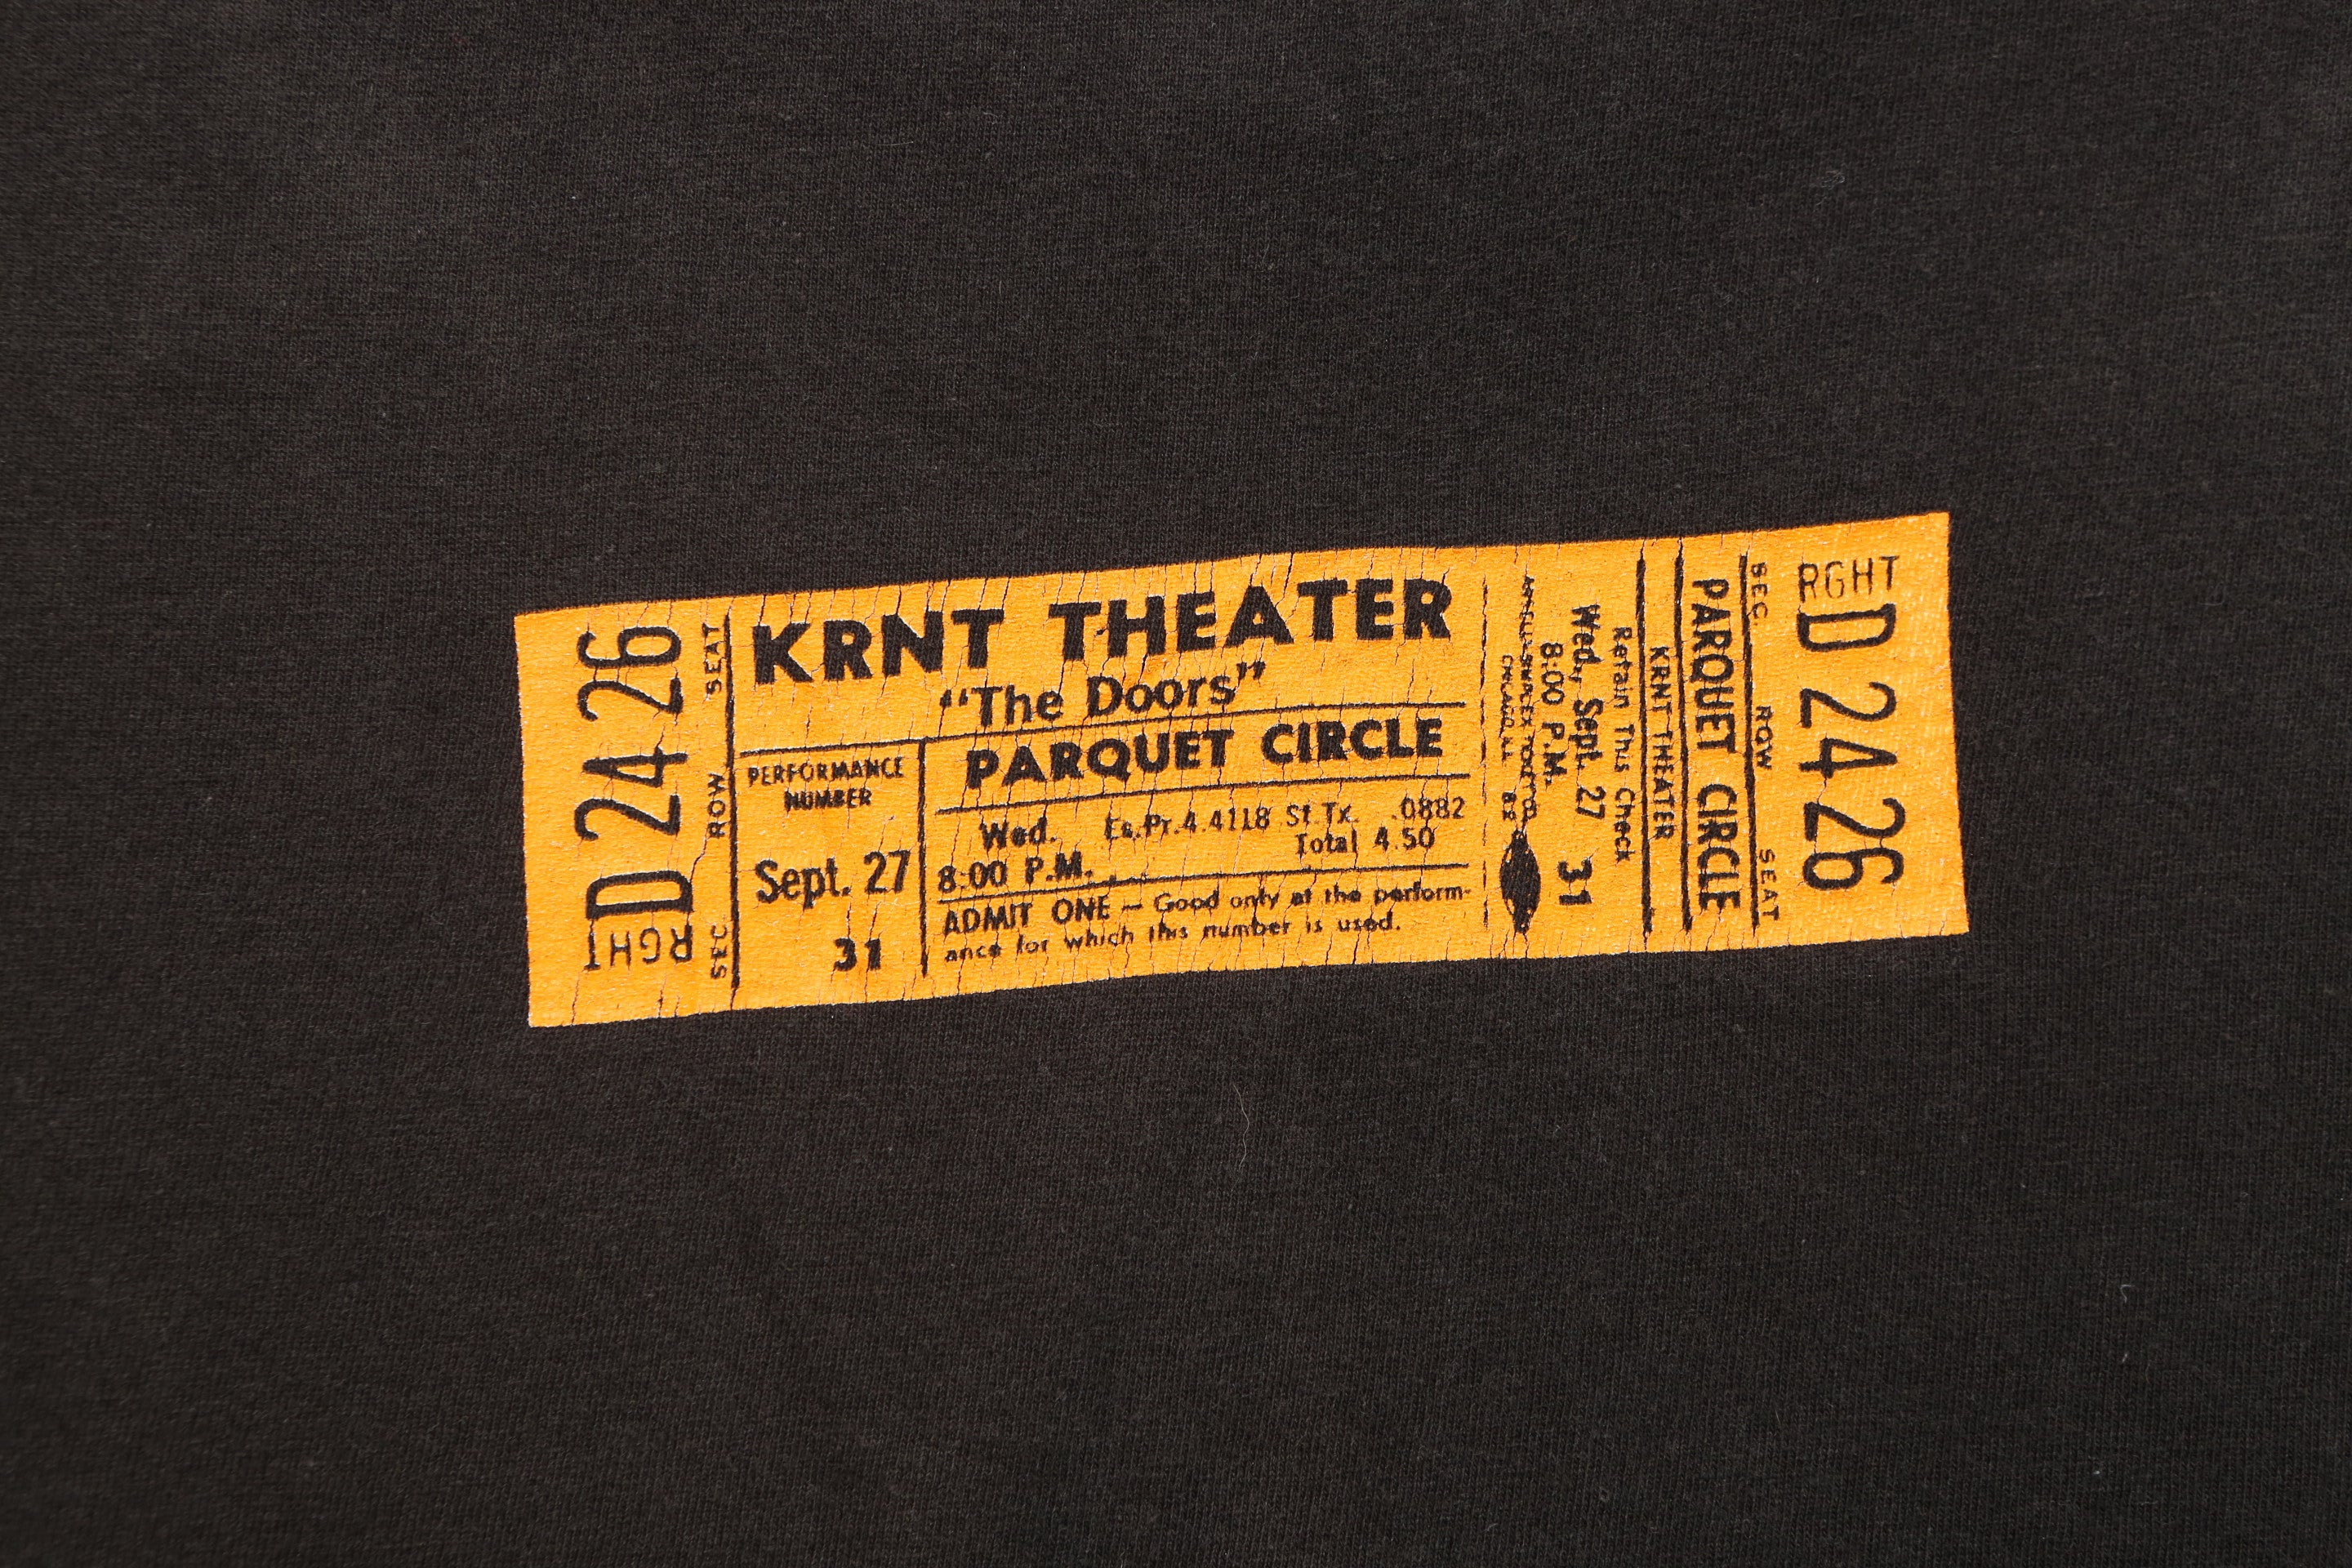 RGHT D 24 26
SEC. ROW SEAT
KRNT THEATER
"The Doors"
PERFORMANCE
NUMBER
Sept. 27
31
PARQUET CIRCLE
Wed. Es.Pr.4.4118 St.Tx. .0882
8:00 P.M. Total 4.50
ADMIT ONE — Good only at the perform-
ance for which this number is used.
CHICAGO, ILL 82
8:00 P.M. 31
Wed., Sept. 27
Retain This Check
KRNT THEATER
PARQUET CIRCLE
SEC. ROW SEAT
RGHT D 24 26